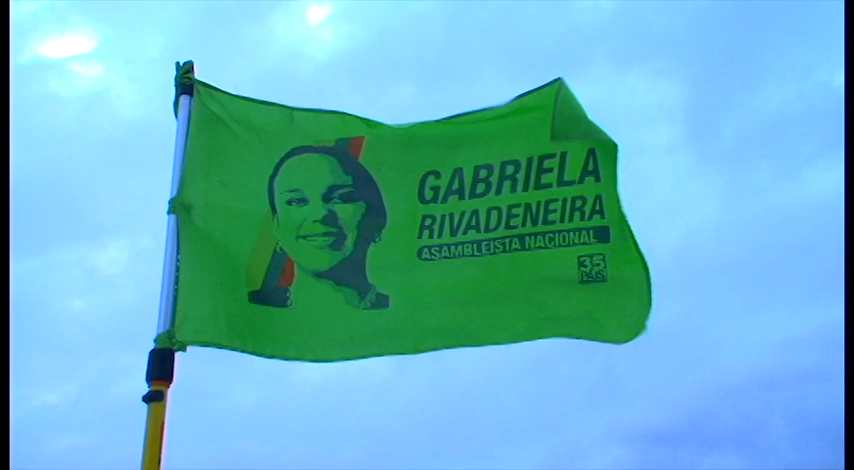 GABRIELA
RIVADENEIRA
ASAMBLEISTA NACIONAL
35
PAIS